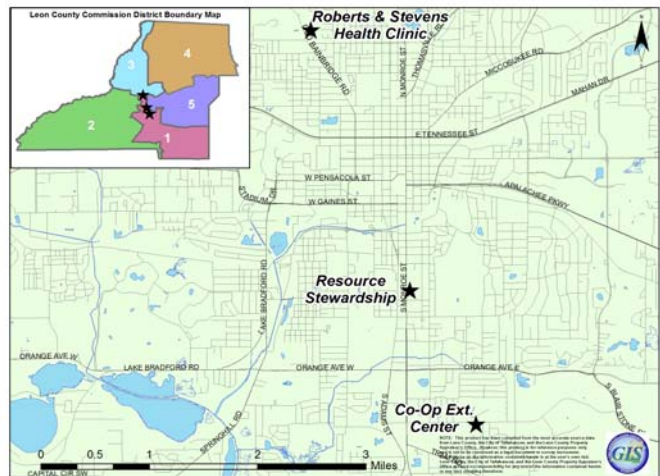 Leon County Commission District Boundary Map
3
4
5
2
1
Roberts & Stevens
Health Clinic
OLD BAINBRIDGE RD
N MONROE ST
THOMASVILLE RD
MICCOSUKEE RD
MAHAN DR
E TENNESSEE ST
W PENSACOLA ST
STADIUM DR
W GAINES ST
APALACHEE PKWY
LAKE BRADFORD RD
Resource
Stewardship
S MONROE ST
ORANGE AVE W
LAKE BRADFORD RD
ORANGE AVE W
ORANGE AVE E
S BLAIR STONE
SPRINGHILL RD
S ADAMS ST
Co-Op Ext.
Center
CAPITAL CIR SW
0
1
2
3
Miles
GIS